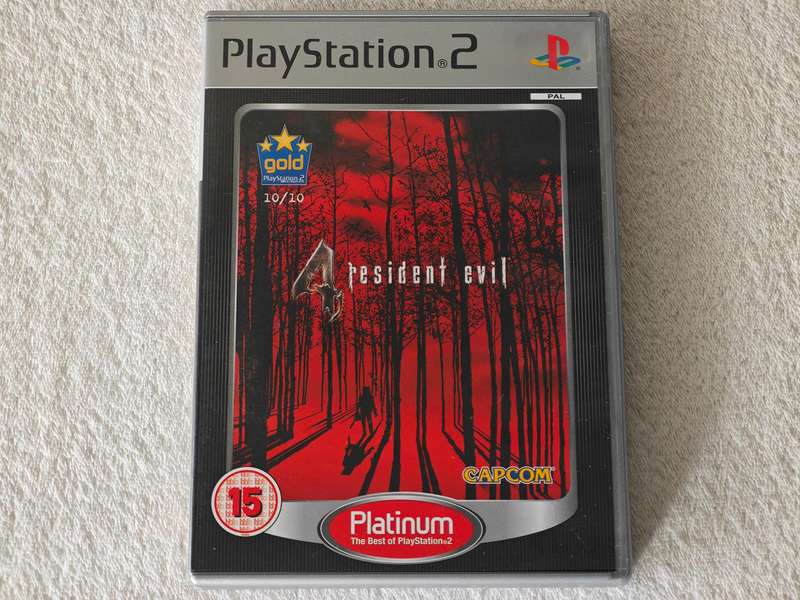 PlayStation®2
PAL
gold
PlayStation.2
10/10
4 resident evil
CAPCOM
15
Platinum
The Best of PlayStation®2